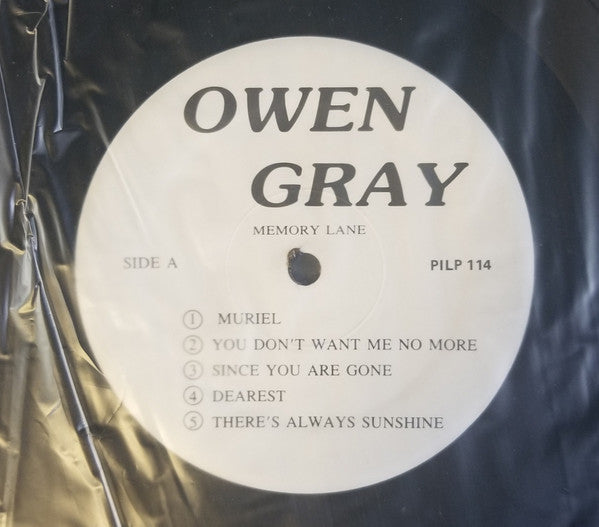 OWEN
GRAY
MEMORY LANE
SIDE A PILP 114
① MURIEL
② YOU DON'T WANT ME NO MORE
③ SINCE YOU ARE GONE
④ DEAREST
⑤ THERE'S ALWAYS SUNSHINE